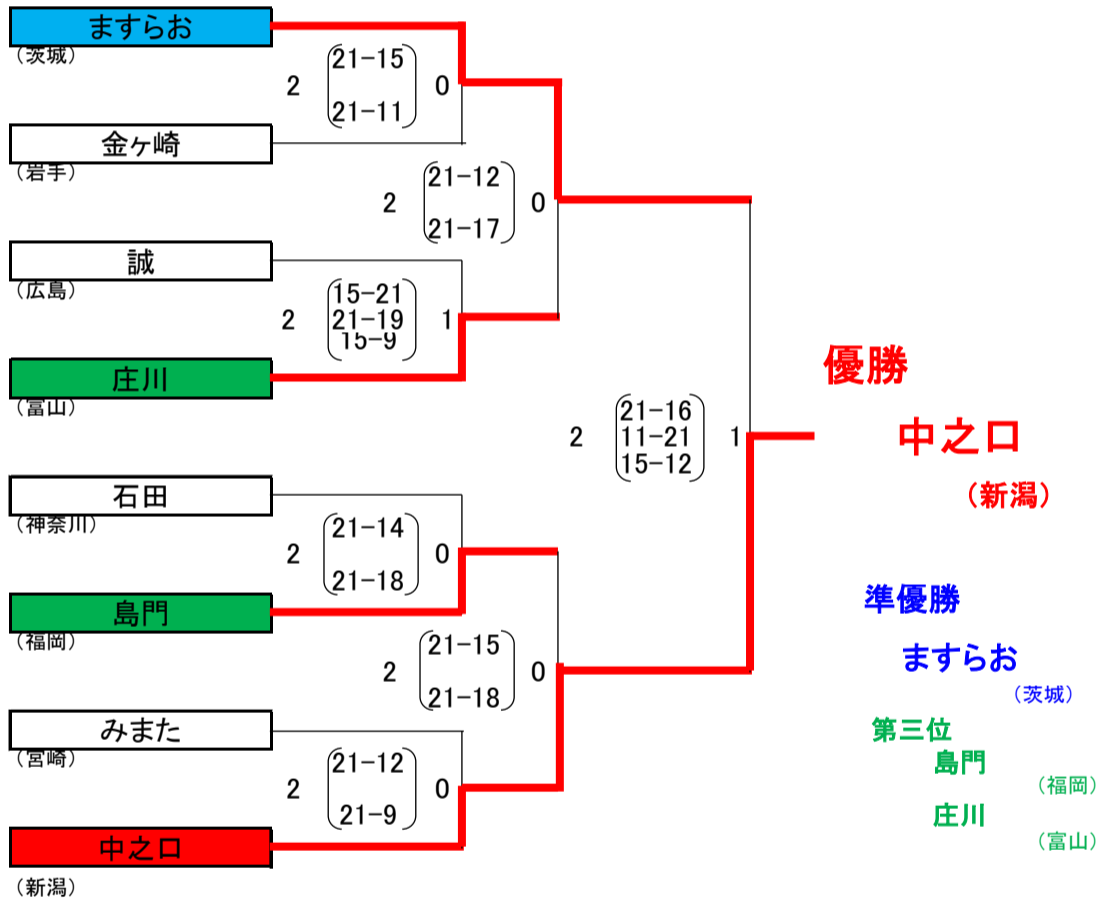 ますらお
（茨城）
2 21-15 0
21-11
金ヶ崎
（岩手）
2 21-12 0
21-17
誠
（広島）
15-21
2 21-19 1
15-9
庄川
（富山）
優勝
中之口
（新潟）
21-16
2 11-21 1
15-12
石田
（神奈川）
2 21-14 0
21-18
島門
（福岡）
2 21-15 0
21-18
みまた
（宮崎）
2 21-12 0
21-9
中之口
（新潟）
準優勝
ますらお
（茨城）
第三位
島門
（福岡）
庄川
（富山）